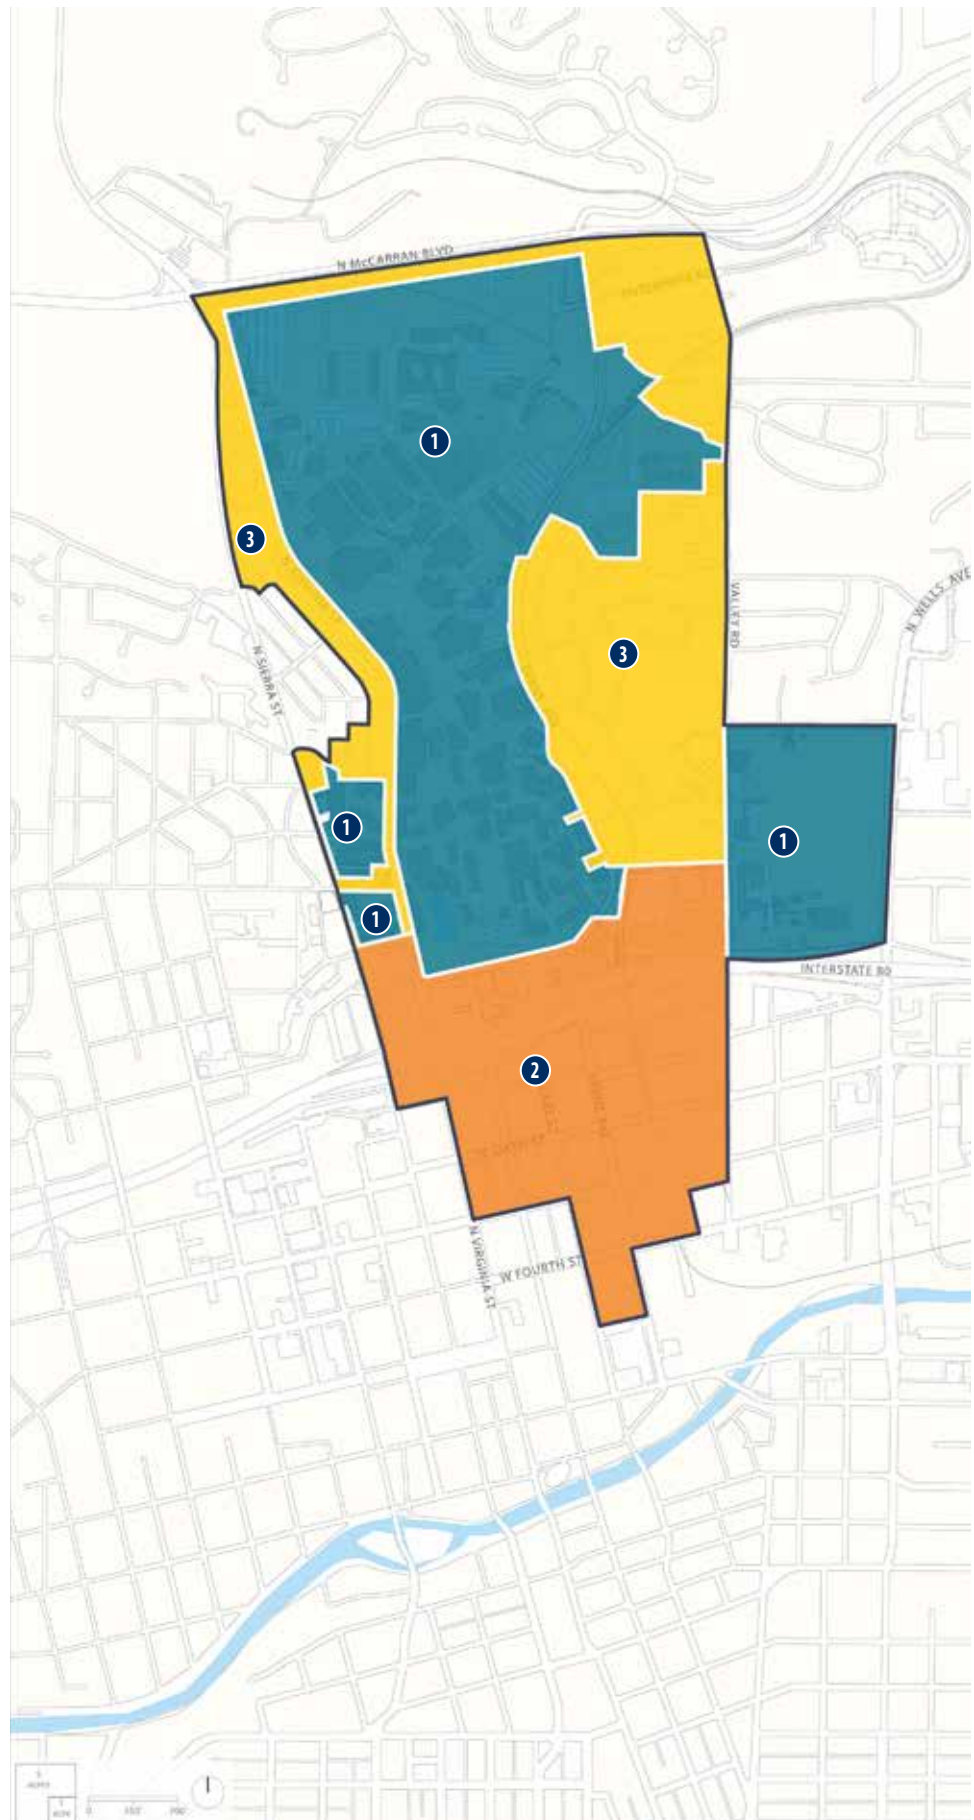 N McCARRAN BLVD
1
3
VALLEY RD
N WELLS AVE
3
N SIERRA ST
1
1
1
INTERSTATE 80
2
N VIRGINIA ST
W FOURTH ST